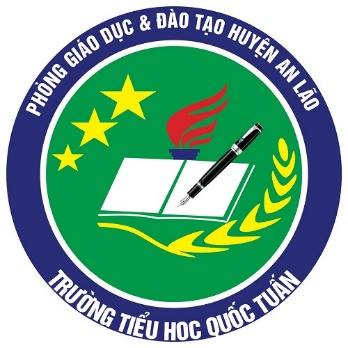 PHÒNG GIÁO DỤC & ĐÀO TẠO HUYỆN AN LÃO
TRƯỜNG TIỂU HỌC QUỐC TUẤN